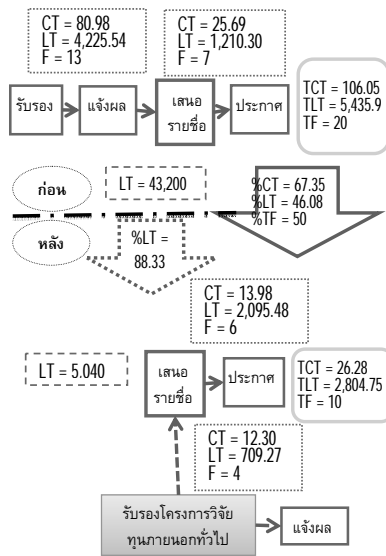 CT = 80.98
LT = 4,225.54
F = 13
CT = 25.69
LT = 1,210.30
F = 7
รับรอง
แจ้งผล
เสนอ
รายชื่อ
ประกาศ
TCT = 106.05
TLT = 5,435.9
TF = 20
ก่อน
LT = 43,200
%CT = 67.35
%LT = 46.08
%TF = 50
หลัง
%LT =
88.33
CT = 13.98
LT = 2,095.48
F = 6
LT = 5.040
เสนอ
รายชื่อ
ประกาศ
TCT = 26.28
TLT = 2,804.75
TF = 10
CT = 12.30
LT = 709.27
F = 4
รับรองโครงการวิจัย
ทุนภายนอกทั่วไป
แจ้งผล